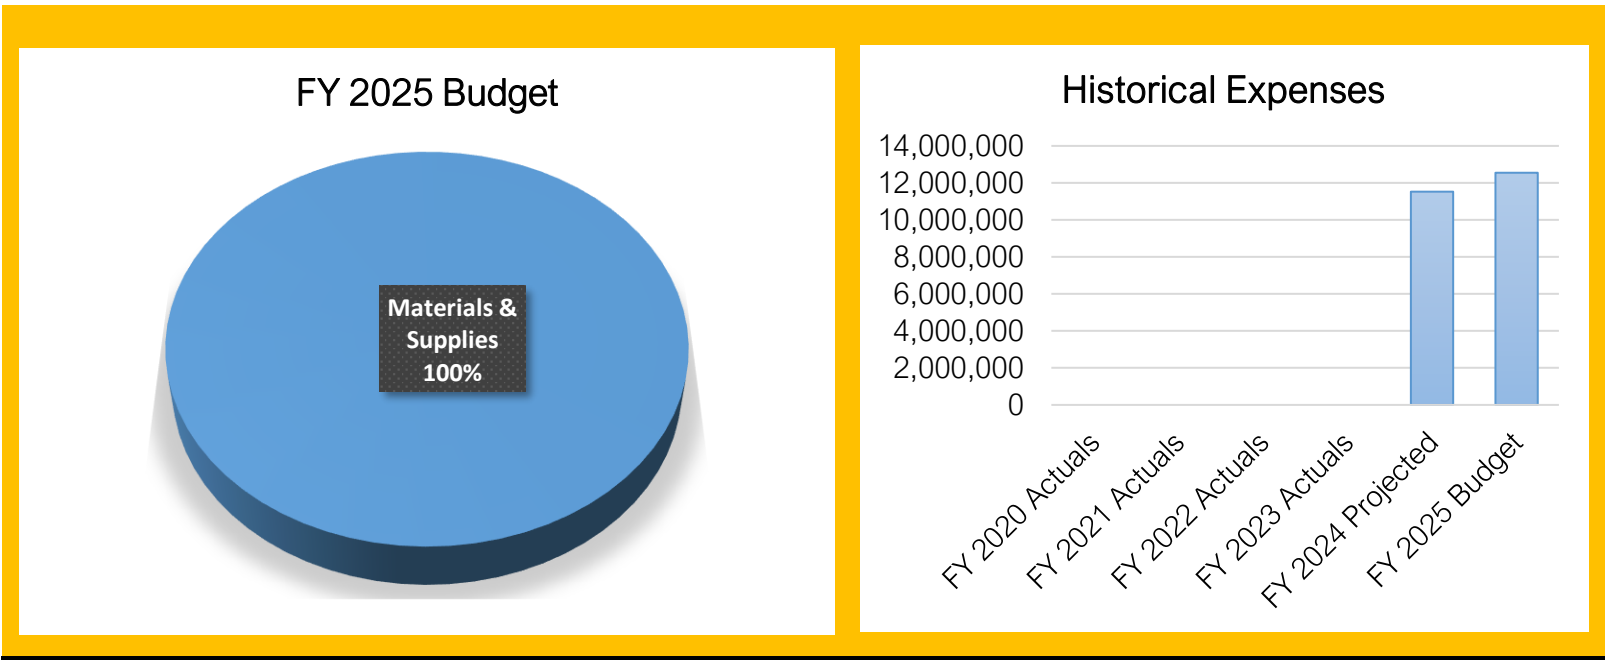 FY 2025 Budget
Materials &
Supplies
100%
Historical Expenses
14,000,000
12,000,000
10,000,000
8,000,000
6,000,000
4,000,000
2,000,000
0
FY 2020 Actuals
FY 2021 Actuals
FY 2022 Actuals
FY 2023 Actuals
FY 2024 Projected
FY 2025 Budget